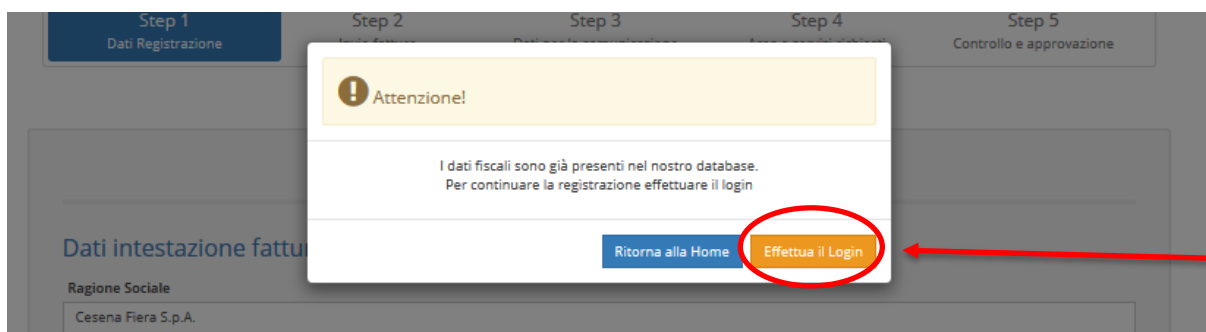 Step 1
Dati Registrazione
Step 2
Step 3
Step 4
Step 5
Controllo e approvazione
Attenzione!
I dati fiscali sono già presenti nel nostro database.
Per continuare la registrazione effettuare il login
Ritorna alla Home
Effettua il Login
Dati intestazione
Ragione Sociale
Cesena Fiera S.p.A.